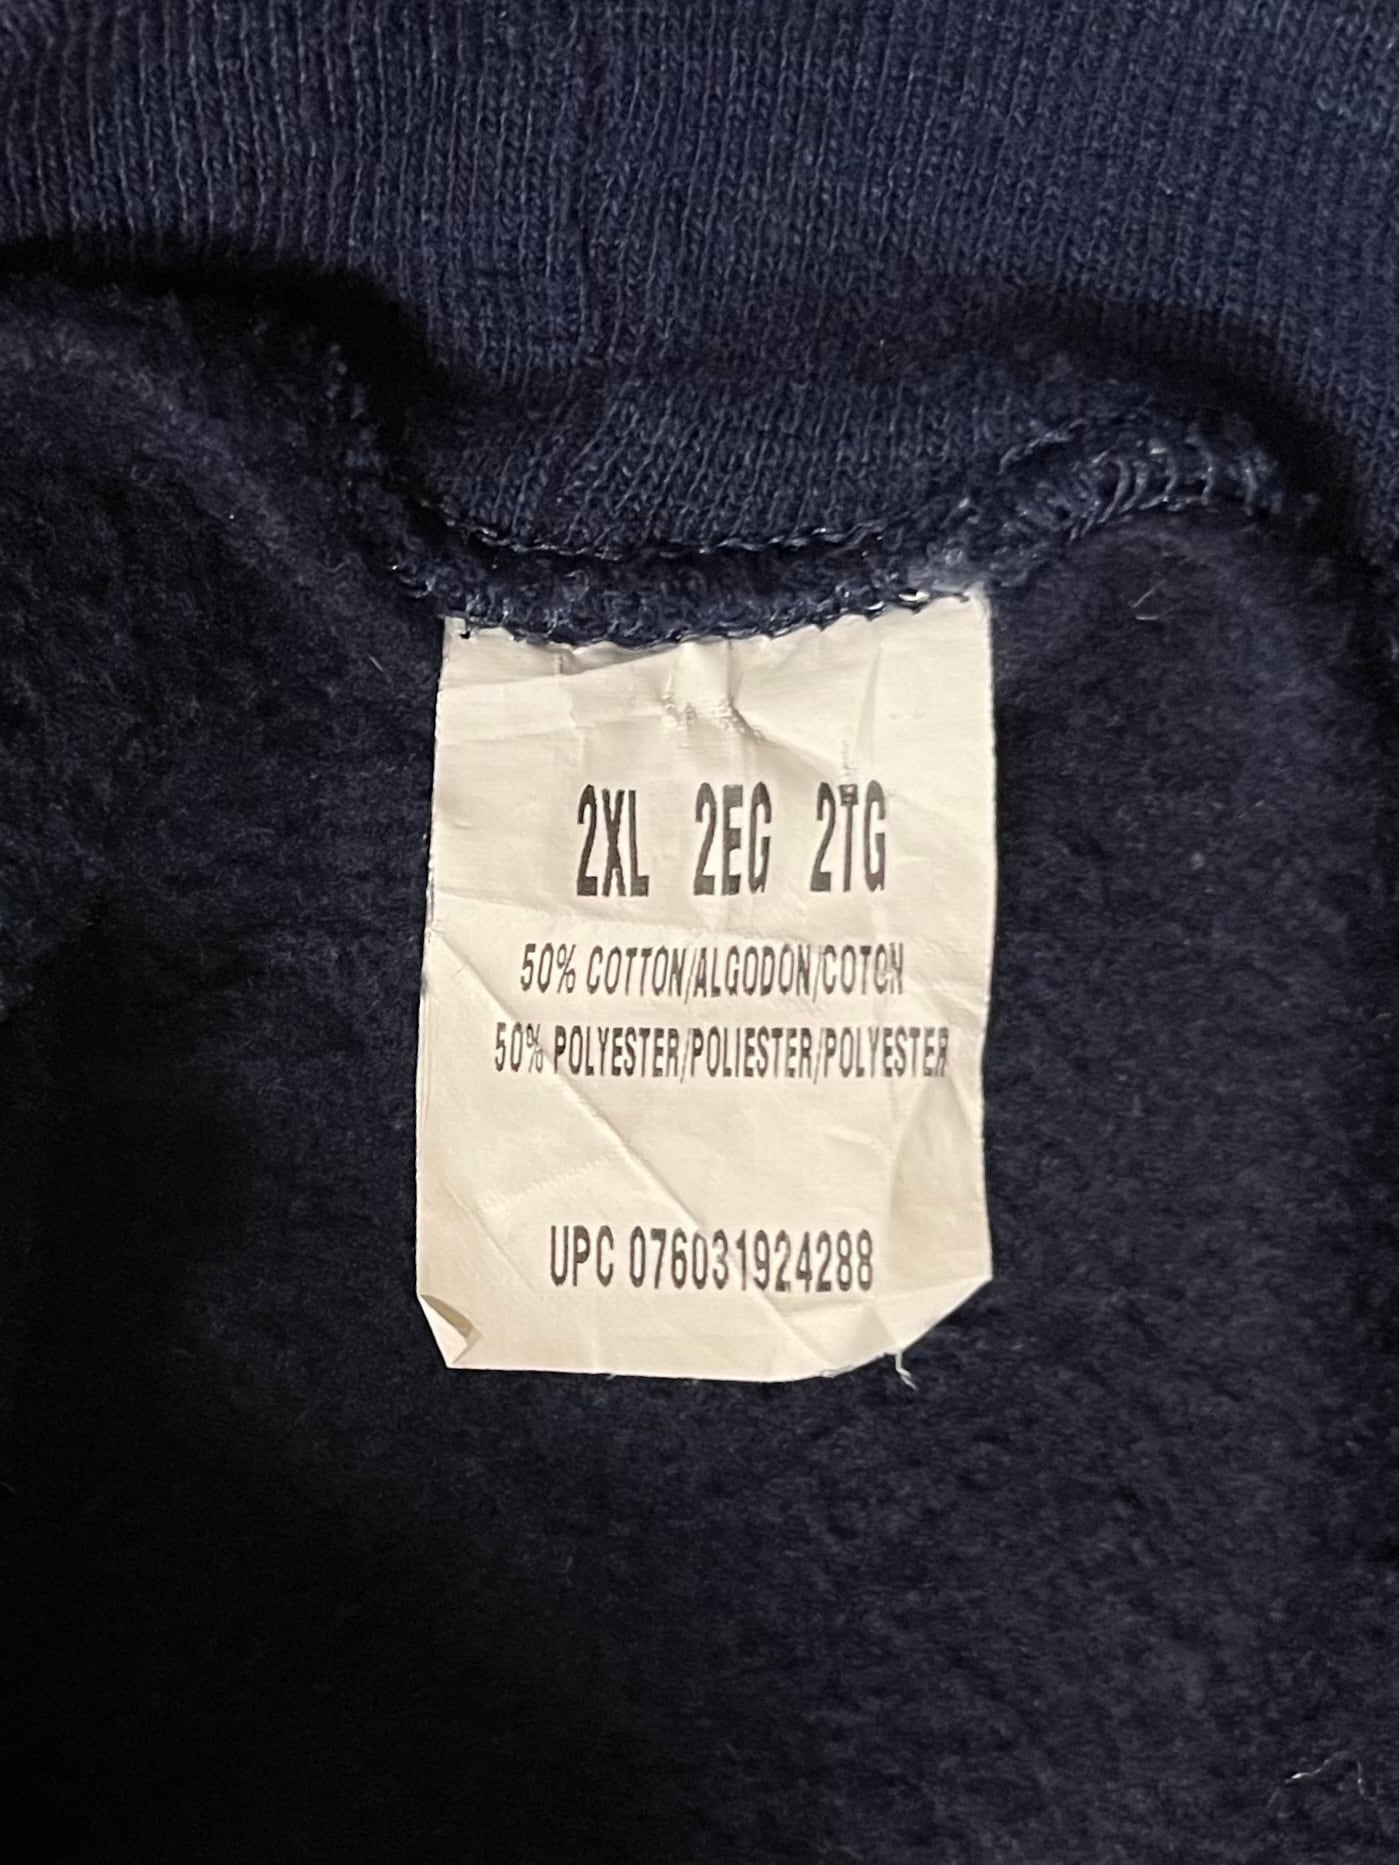 2XL 2EG 2TG
50% COTTON/ALGODON/COTON
50% POLYESTER/POLIESTER/POLYESTER
UPC 076031924288